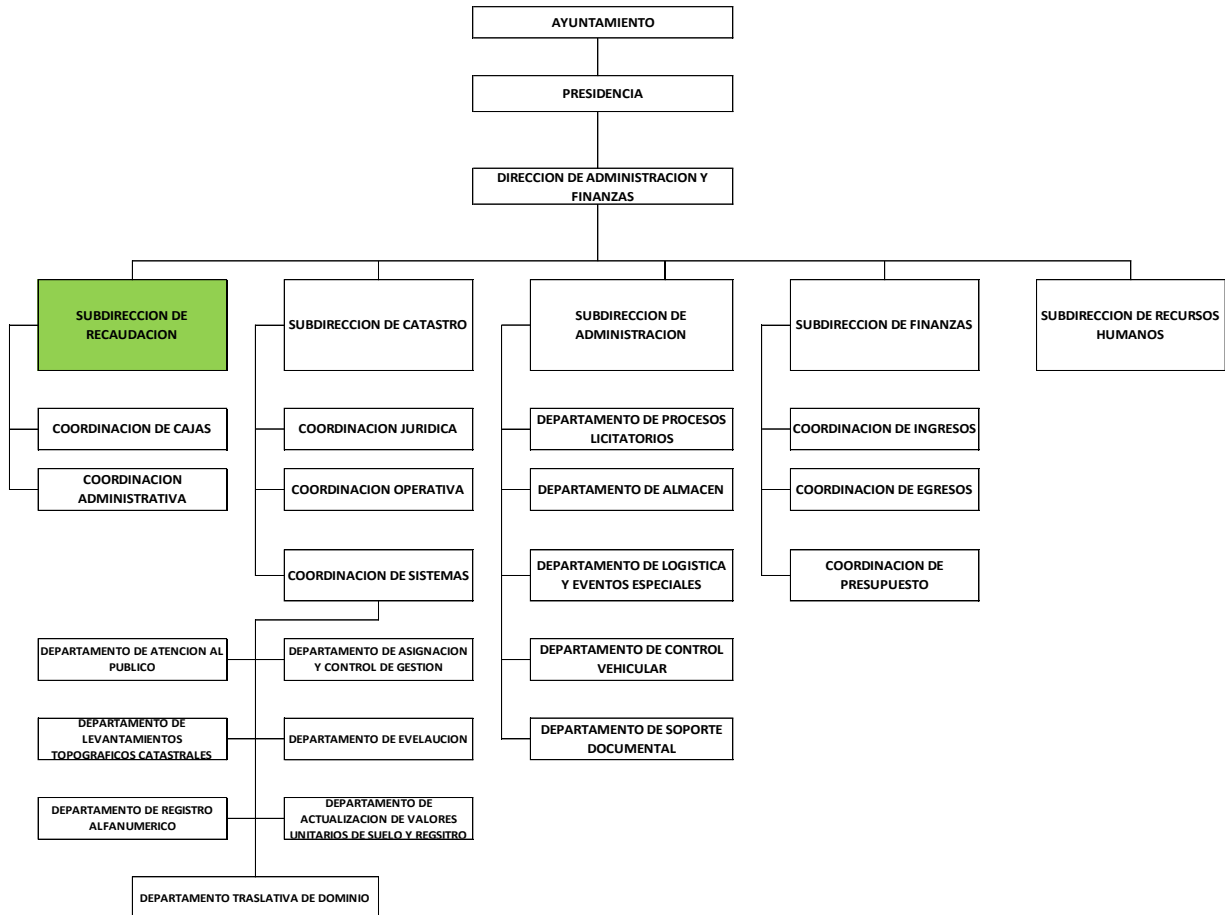 AYUNTAMIENTO
PRESIDENCIA
DIRECCION DE ADMINISTRACION Y
FINANZAS
SUBDIRECCION DE
RECAUDACION
SUBDIRECCION DE CATASTRO
SUBDIRECCION DE
ADMINISTRACION
SUBDIRECCION DE FINANZAS
SUBDIRECCION DE RECURSOS
HUMANOS
COORDINACION DE CAJAS
COORDINACION JURIDICA
DEPARTAMENTO DE PROCESOS
LICITATORIOS
COORDINACION DE INGRESOS
COORDINACION
ADMINISTRATIVA
COORDINACION OPERATIVA
DEPARTAMENTO DE ALMACEN
COORDINACION DE EGRESOS
COORDINACION DE SISTEMAS
DEPARTAMENTO DE LOGISTICA
Y EVENTOS ESPECIALES
COORDINACION DE
PRESUPUESTO
DEPARTAMENTO DE ATENCION AL
PUBLICO
DEPARTAMENTO DE ASIGNACION
Y CONTROL DE GESTION
DEPARTAMENTO DE CONTROL
VEHICULAR
DEPARTAMENTO DE
LEVANTAMIENTOS
TOPOGRAFICOS CATASTRALES
DEPARTAMENTO DE EVELAUCION
DEPARTAMENTO DE SOPORTE
DOCUMENTAL
DEPARTAMENTO DE REGISTRO
ALFANUMERICO
DEPARTAMENTO DE
ACTUALIZACION DE VALORES
UNITARIOS DE SUELO Y REGSITRO
DEPARTAMENTO TRASLATIVA DE DOMINIO